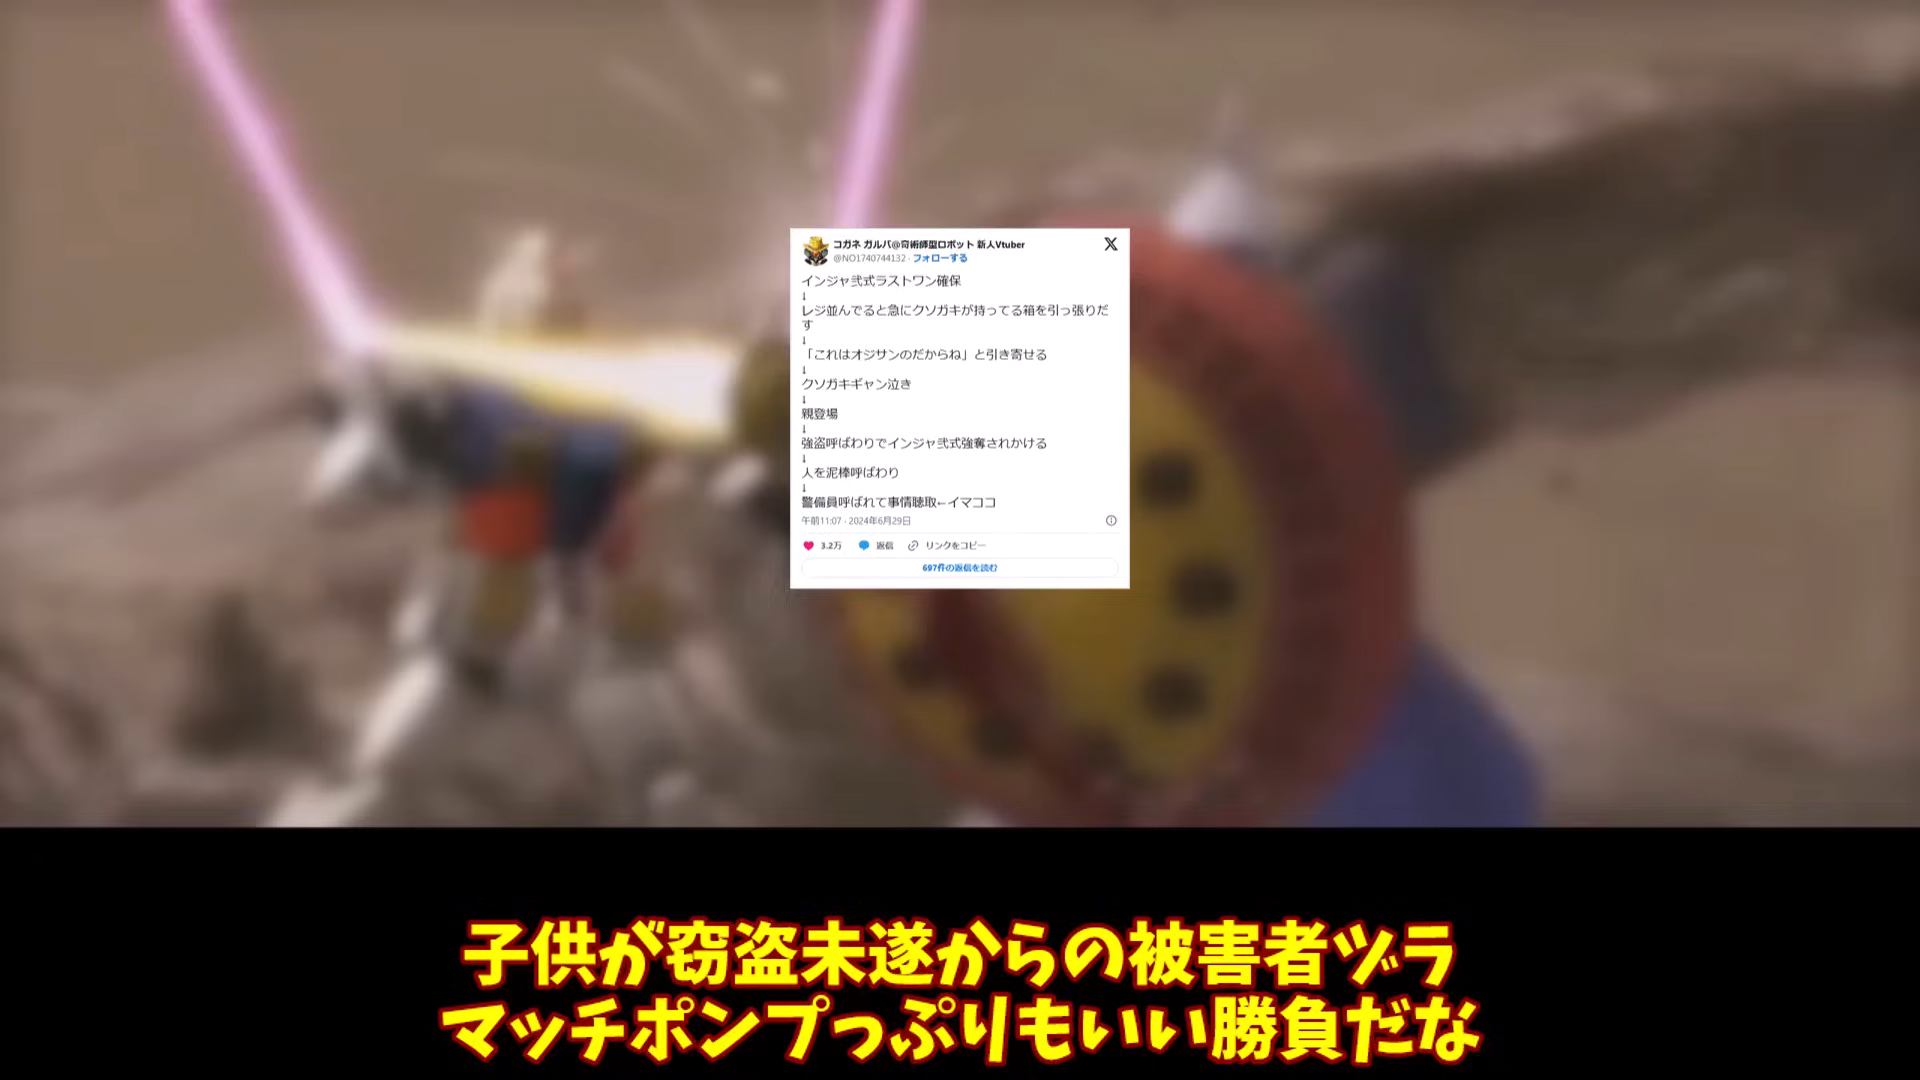 コガネ ガルバ@奇術師型ロボット 新人Vtuber
@NO1740744132 · フォローする
インジャ弐式ラストワン確保
↓
レジ並んでると急にクソガキが持ってる箱を引っ張りだ
す
↓
「これはオジサンのだからね」と引き寄せる
↓
クソガキギャン泣き
↓
親登場
↓
強盗呼ばわりでインジャ弐式強奪されかける
↓
人を泥棒呼ばわり
↓
警備員呼ばれて事情聴取←イマココ
午前11:07 · 2024年6月29日
3.2万 返信 リンクをコピー
697件の返信を読む
子供が窃盗未遂からの被害者ヅラ
マッチポンプっぷりもいい勝負だな